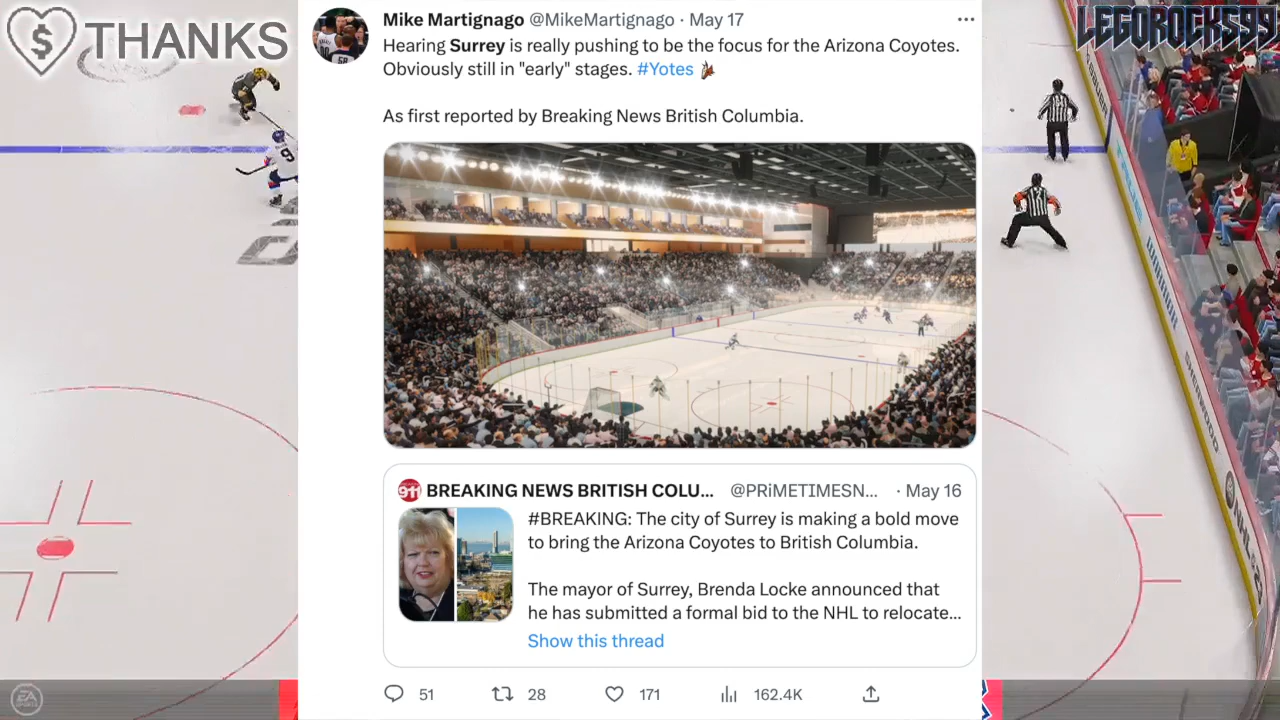 THANKS
LEGOROCKS99
Mike Martignago @MikeMartignago · May 17
Hearing Surrey is really pushing to be the focus for the Arizona Coyotes.
Obviously still in "early" stages. #Yotes
As first reported by Breaking News British Columbia.
911 BREAKING NEWS BRITISH COLU... @PRiMETIMESN... · May 16
#BREAKING: The city of Surrey is making a bold move
to bring the Arizona Coyotes to British Columbia.
The mayor of Surrey, Brenda Locke announced that
he has submitted a formal bid to the NHL to relocate...
Show this thread
51 28 171 162.4K
EA
SPORTS